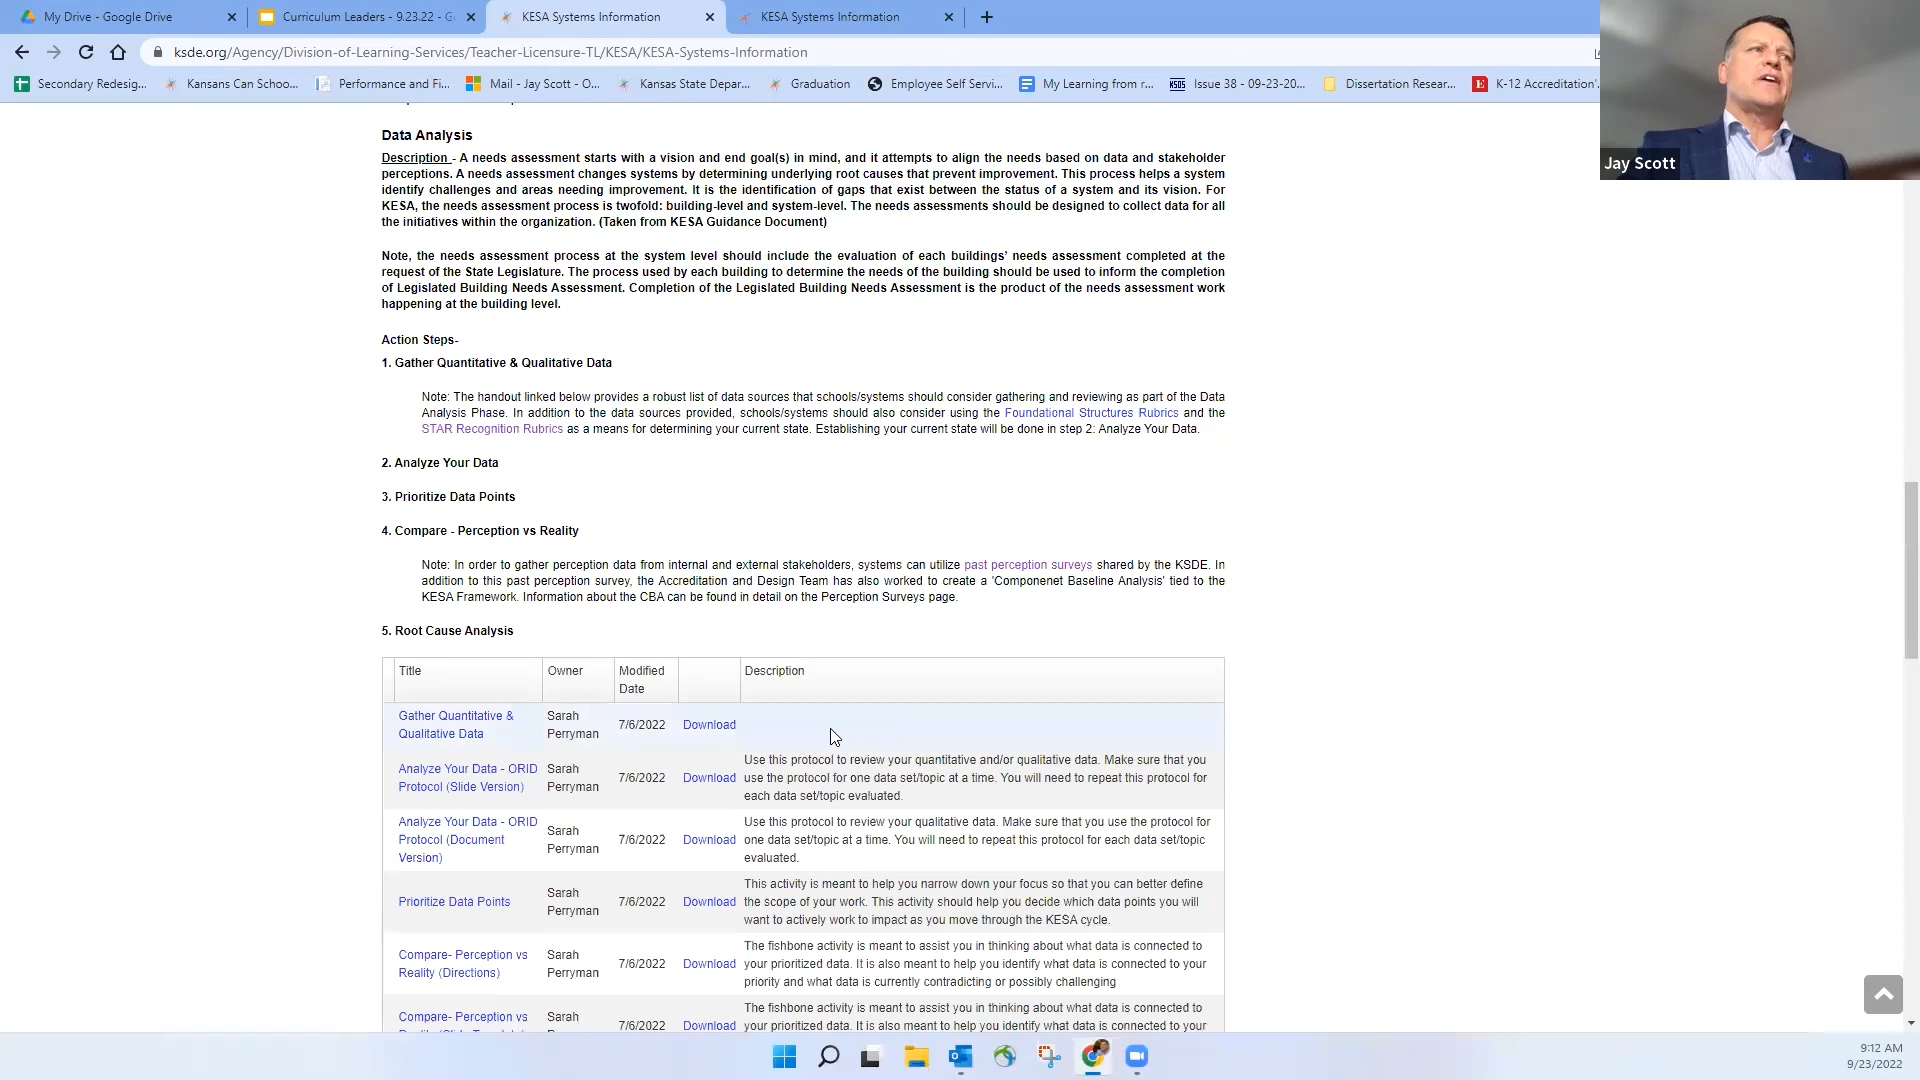 My Drive - Google Drive
Curriculum Leaders - 9.23.22 - G
KESA Systems Information
KESA Systems Information
ksde.org/Agency/Division-of-Learning-Services/Teacher-Licensure-TL/KESA/KESA-Systems-Information
Secondary Redesig...
Kansans Can Schoo...
Performance and Fi...
Mail - Jay Scott - O...
Kansas State Depar...
Graduation
Employee Self Servi...
My Learning from r...
Issue 38 - 09-23-20...
Dissertation Resear...
K-12 Accreditation'
Jay Scott
Data Analysis
Description - A needs assessment starts with a vision and end goal(s) in mind, and it attempts to align the needs based on data and stakeholder
perceptions. A needs assessment changes systems by determining underlying root causes that prevent improvement. This process helps a system
identify challenges and areas needing improvement. It is the identification of gaps that exist between the status of a system and its vision. For
KESA, the needs assessment process is twofold: building-level and system-level. The needs assessments should be designed to collect data for all
the initiatives within the organization. (Taken from KESA Guidance Document)
Note, the needs assessment process at the system level should include the evaluation of each buildings' needs assessment completed at the
request of the State Legislature. The process used by each building to determine the needs of the building should be used to inform the completion
of Legislated Building Needs Assessment. Completion of the Legislated Building Needs Assessment is the product of the needs assessment work
happening at the building level.
Action Steps-
1. Gather Quantitative & Qualitative Data
Note: The handout linked below provides a robust list of data sources that schools/systems should consider gathering and reviewing as part of the Data
Analysis Phase. In addition to the data sources provided, schools/systems should also consider using the Foundational Structures Rubrics and the
STAR Recognition Rubrics as a means for determining your current state. Establishing your current state will be done in step 2: Analyze Your Data.
2. Analyze Your Data
3. Prioritize Data Points
4. Compare - Perception vs Reality
Note: In order to gather perception data from internal and external stakeholders, systems can utilize past perception surveys shared by the KSDE. In
addition to this past perception survey, the Accreditation and Design Team has also worked to create a 'Componenet Baseline Analysis' tied to the
KESA Framework. Information about the CBA can be found in detail on the Perception Surveys page.
5. Root Cause Analysis
Title Owner Modified Date Description
Gather Quantitative & Qualitative Data Sarah Perryman 7/6/2022 Download
Analyze Your Data - ORID Protocol (Slide Version) Sarah Perryman 7/6/2022 Download Use this protocol to review your quantitative and/or qualitative data. Make sure that you use the protocol for one data set/topic at a time. You will need to repeat this protocol for each data set/topic evaluated.
Analyze Your Data - ORID Protocol (Document Version) Sarah Perryman 7/6/2022 Download Use this protocol to review your qualitative data. Make sure that you use the protocol for one data set/topic at a time. You will need to repeat this protocol for each data set/topic evaluated.
Prioritize Data Points Sarah Perryman 7/6/2022 Download This activity is meant to help you narrow down your focus so that you can better define the scope of your work. This activity should help you decide which data points you will want to actively work to impact as you move through the KESA cycle.
Compare- Perception vs Reality (Directions) Sarah Perryman 7/6/2022 Download The fishbone activity is meant to assist you in thinking about what data is connected to your prioritized data. It is also meant to help you identify what data is connected to your priority and what data is currently contradicting or possibly challenging
Compare- Perception vs Sarah 7/6/2022 Download The fishbone activity is meant to assist you in thinking about what data is connected to your prioritized data. It is also meant to help you identify what data is connected to your
9:12 AM
9/23/2022